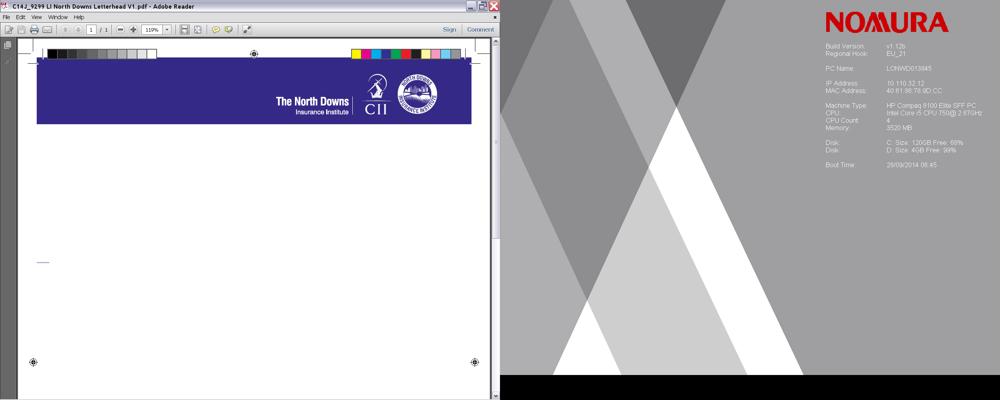 C14J_9299 LI North Downs Letterhead V1.pdf - Adobe Reader
File Edit View Window Help
1 / 1 119% Sign Comment
The North Downs
Insurance Institute
CII
NORTH DOWNS
INSURANCE INSTITUTE
NOMURA
Build Version: v1.12b
Regional Hook: EU_21
PC Name: LONWD013845
IP Address: 10.110.32.12
MAC Address: 40:61:86:78:9D:CC
Machine Type: HP Compaq 8100 Elite SFF PC
CPU: Intel Core i5 CPU 750@ 2.67GHz
CPU Count: 4
Memory: 3520 MB
Disk: C: Size: 120GB Free: 68%
Disk: D: Size: 4GB Free: 99%
Boot Time: 28/09/2014 06:45